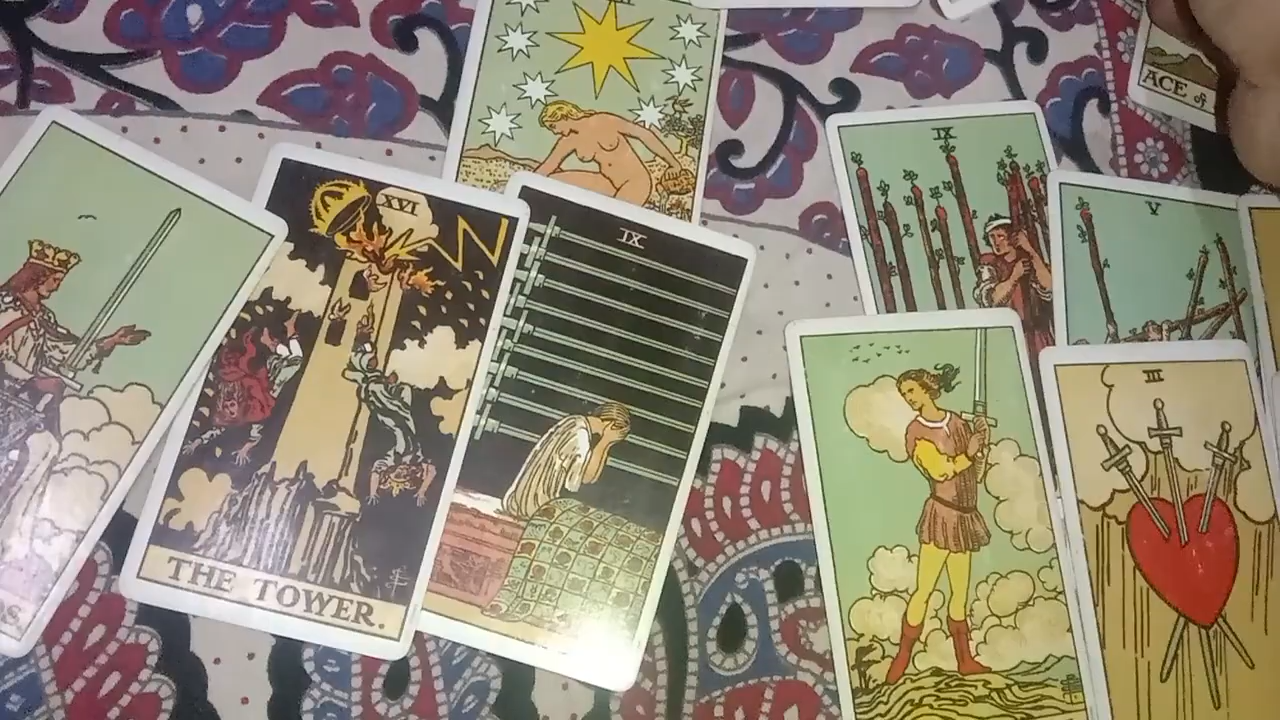 ACE of
IX
V
XVI
IX
III
THE TOWER.
S.